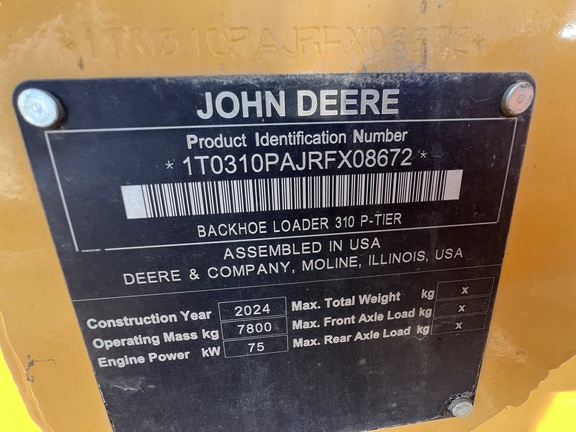 *1T0310PAJRFX08672*
JOHN DEERE
Product Identification Number
* 1T0310PAJRFX08672 *
BACKHOE LOADER 310 P-TIER
ASSEMBLED IN USA
DEERE & COMPANY, MOLINE, ILLINOIS, USA
Construction Year 2024 Max. Total Weight kg x
Operating Mass kg 7800 Max. Front Axle Load kg x
Engine Power kW 75 Max. Rear Axle Load kg x